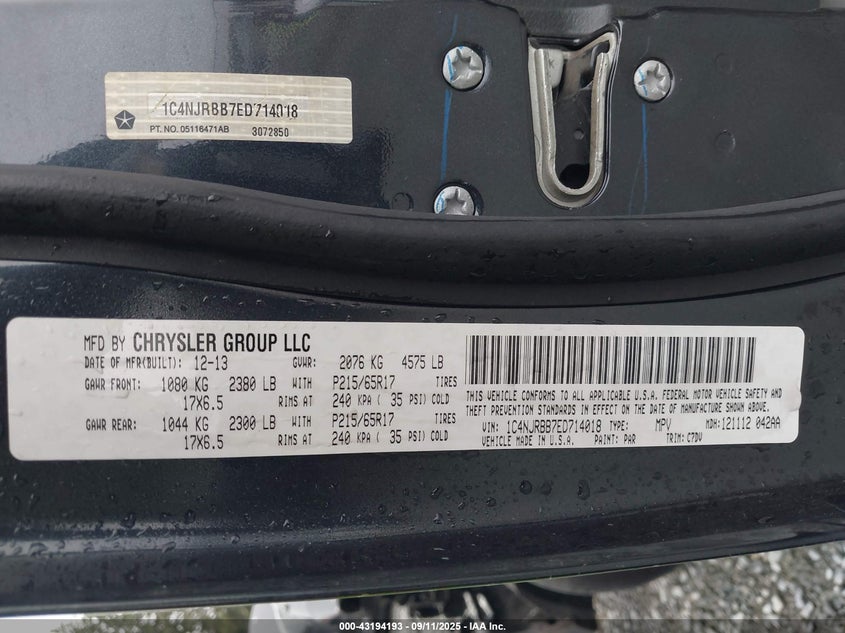 1C4NJRBB7ED714018
PT. NO. 05116471AB 3072850
MFD BY CHRYSLER GROUP LLC
DATE OF MFR(BUILT): 12-13 GVWR: 2076 KG 4575 LB
GAWR FRONT: 1080 KG 2380 LB WITH P215/65R17 TIRES
17X6.5 RIMS AT 240 KPA ( 35 PSI) COLD
GAWR REAR: 1044 KG 2300 LB WITH P215/65R17 TIRES
17X6.5 RIMS AT 240 KPA ( 35 PSI) COLD
THIS VEHICLE CONFORMS TO ALL APPLICABLE U.S.A. FEDERAL MOTOR VEHICLE SAFETY AND
THEFT PREVENTION STANDARDS IN EFFECT ON THE DATE OF MANUFACTURE SHOWN ABOVE.
VIN: 1C4NJRBB7ED714018 TYPE: MPV MDH: 121112 042AA
VEHICLE MADE IN U.S.A. PAINT: PAR TRIM: C7DV
000-43194193 - 09/11/2025 - IAA Inc.